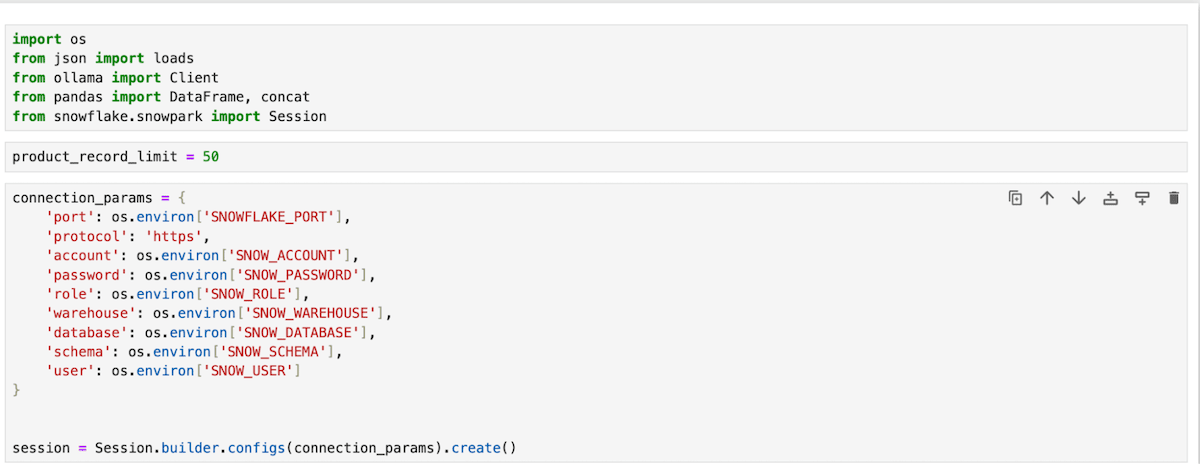 import os
from json import loads
from ollama import Client
from pandas import DataFrame, concat
from snowflake.snowpark import Session
product_record_limit = 50
connection_params = {
    'port': os.environ['SNOWFLAKE_PORT'],
    'protocol': 'https',
    'account': os.environ['SNOW_ACCOUNT'],
    'password': os.environ['SNOW_PASSWORD'],
    'role': os.environ['SNOW_ROLE'],
    'warehouse': os.environ['SNOW_WAREHOUSE'],
    'database': os.environ['SNOW_DATABASE'],
    'schema': os.environ['SNOW_SCHEMA'],
    'user': os.environ['SNOW_USER']
}
session = Session.builder.configs(connection_params).create()